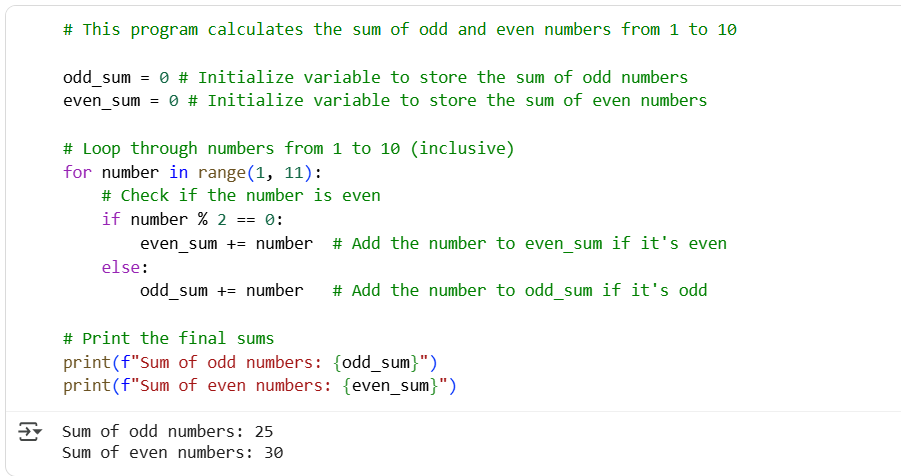 # This program calculates the sum of odd and even numbers from 1 to 10
odd_sum = 0 # Initialize variable to store the sum of odd numbers
even_sum = 0 # Initialize variable to store the sum of even numbers
# Loop through numbers from 1 to 10 (inclusive)
for number in range(1, 11):
    # Check if the number is even
    if number % 2 == 0:
        even_sum += number  # Add the number to even_sum if it's even
    else:
        odd_sum += number   # Add the number to odd_sum if it's odd
# Print the final sums
print(f"Sum of odd numbers: {odd_sum}")
print(f"Sum of even numbers: {even_sum}")
Sum of odd numbers: 25
Sum of even numbers: 30